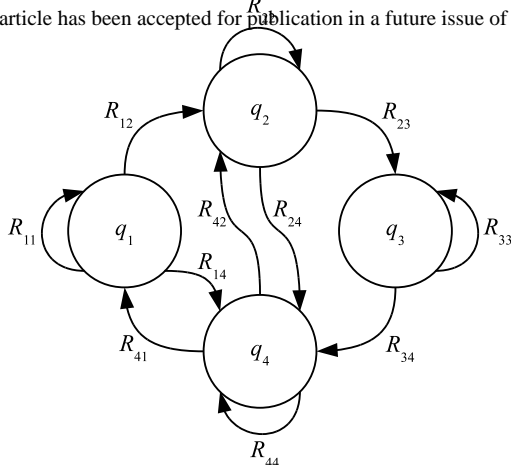 article has been accepted for publication in a future issue of
R22
q2
R12
R23
R42
R24
R11
q1
q3
R33
R14
R41
q4
R34
R44